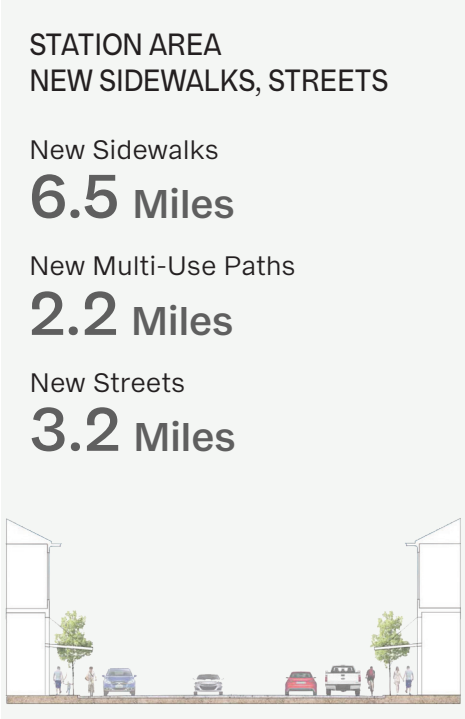 STATION AREA
NEW SIDEWALKS, STREETS
New Sidewalks
6.5 Miles
New Multi-Use Paths
2.2 Miles
New Streets
3.2 Miles